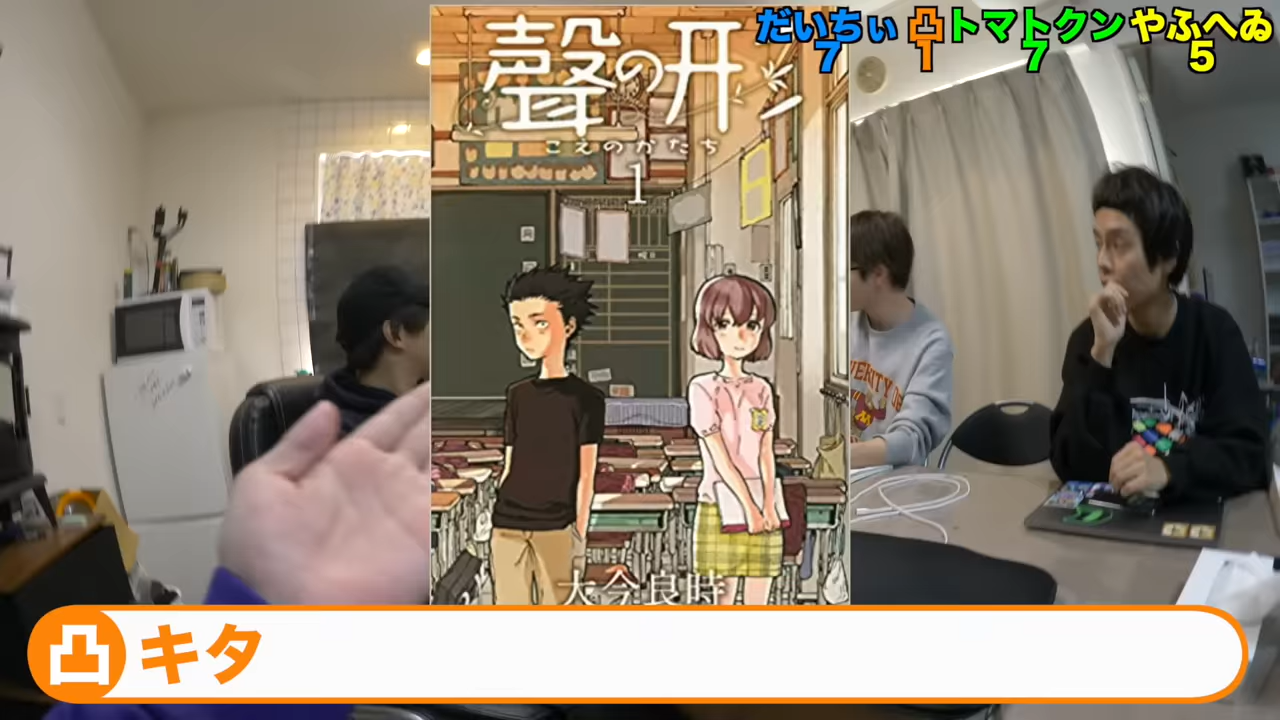 だいちぃ 凸 トマトクン やふへゐ
7 1 7 5
聲の形
こえのかたち
1
大今良時
凸 キタ